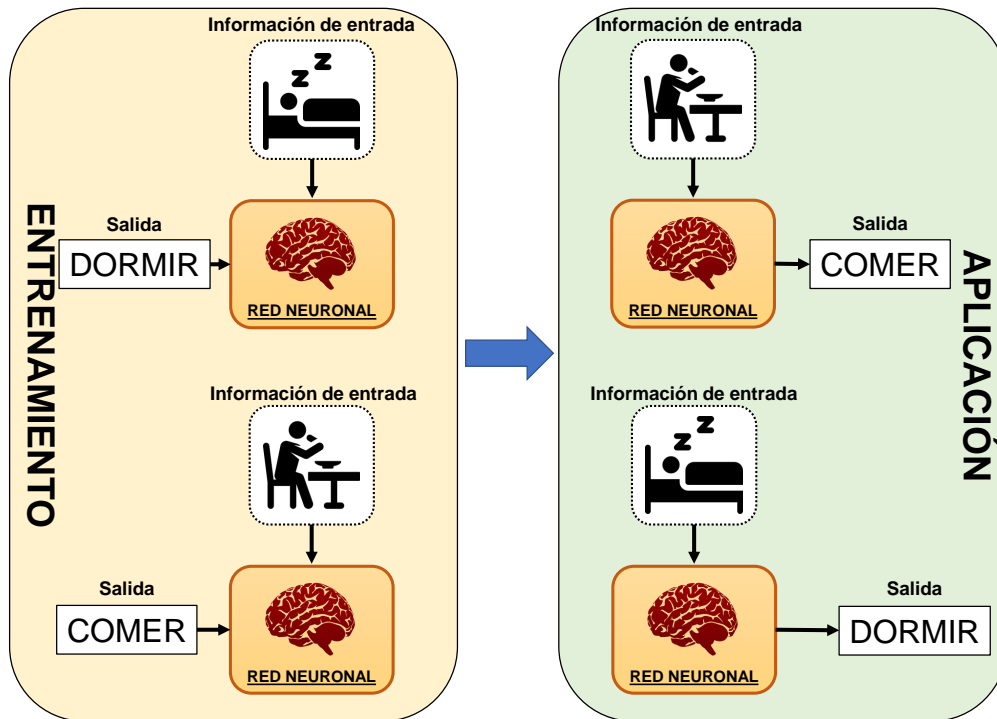 ENTRENAMIENTO
Información de entrada
Z
Z
Salida
DORMIR
RED NEURONAL
Información de entrada
Salida
COMER
RED NEURONAL
APLICACIÓN
Información de entrada
Salida
COMER
RED NEURONAL
Información de entrada
Z
Z
Salida
DORMIR
RED NEURONAL